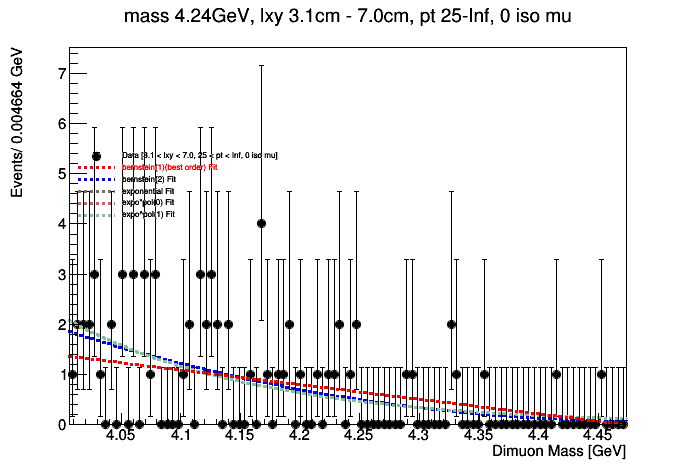 mass 4.24GeV, lxy 3.1cm - 7.0cm, pt 25-Inf, 0 iso mu
Events/ 0.004664 GeV
7
6
5
4
3
2
1
0
Data [3.1 < lxy < 7.0, 25 < pt < Inf, 0 iso mu]
bernstein[1](best order) Fit
bernstein[2] Fit
exponential Fit
expo*pol(0) Fit
expo*pol(1) Fit
4.05 4.1 4.15 4.2 4.25 4.3 4.35 4.4 4.45
Dimuon Mass [GeV]